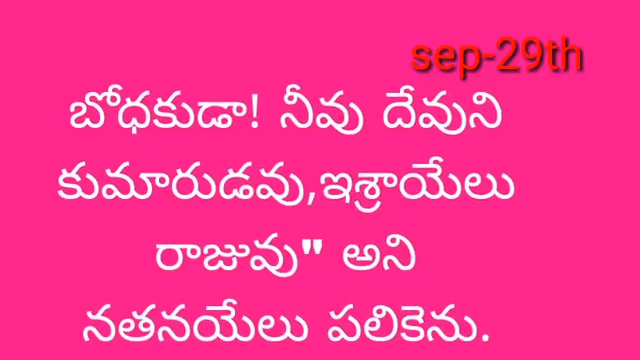 sep-29th
బోధకుడా! నీవు దేవుని
కుమారుడవు,ఇశ్రాయేలు
రాజువు" అని
నతనయేలు పలికెను.